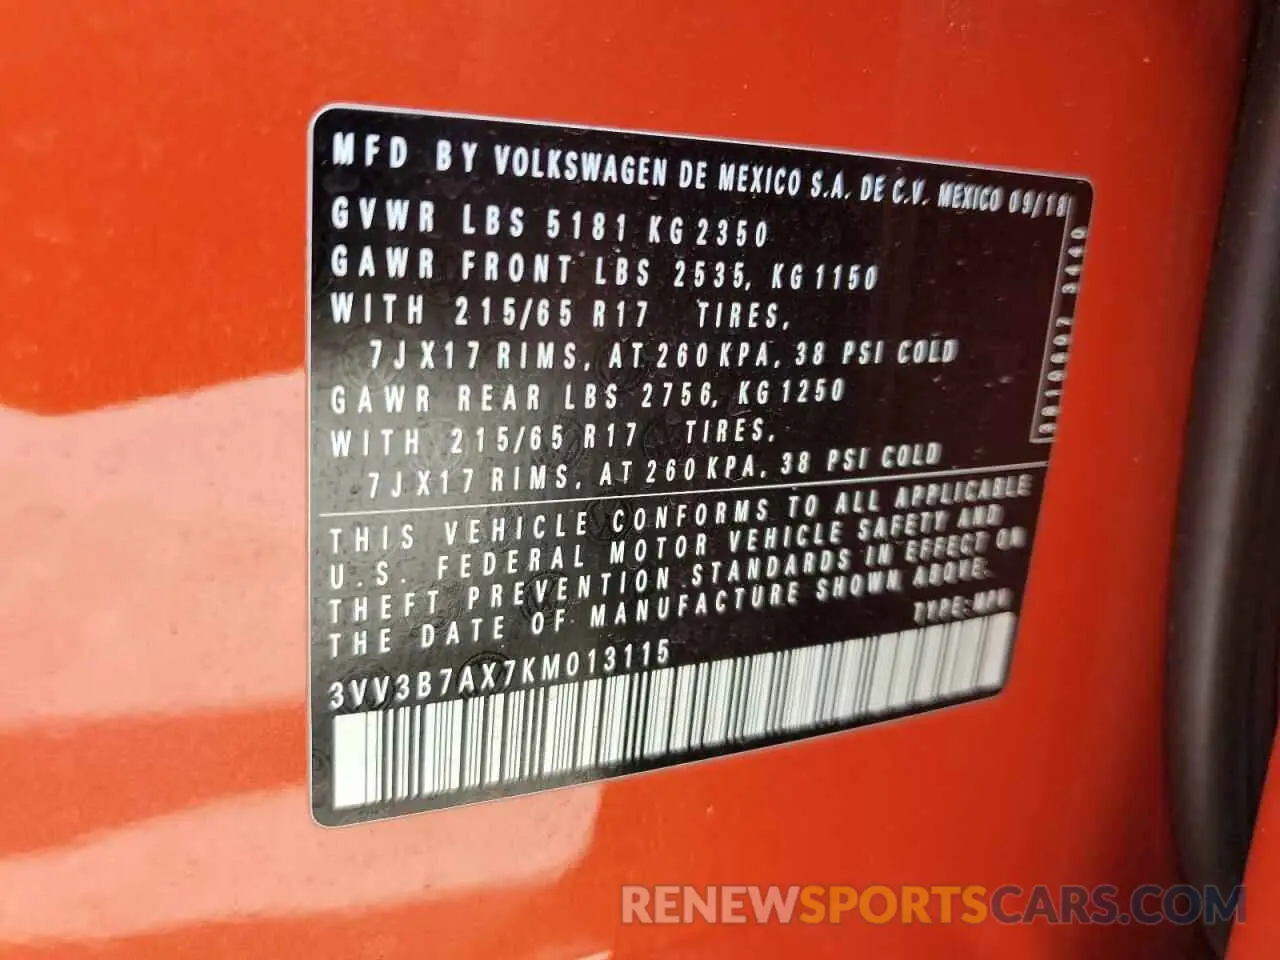 MFD BY VOLKSWAGEN DE MEXICO S.A. DE C.V. MEXICO 09/18
GVWR LBS 5181 KG 2350
GAWR FRONT LBS 2535, KG 1150
WITH 215/65 R17 TIRES,
7JX17 RIMS, AT 260 KPA, 38 PSI COLD
GAWR REAR LBS 2756, KG 1250
WITH 215/65 R17 TIRES,
7JX17 RIMS, AT 260 KPA, 38 PSI COLD
THIS VEHICLE CONFORMS TO ALL APPLICABLE
U.S. FEDERAL MOTOR VEHICLE SAFETY AND
THEFT PREVENTION STANDARDS IN EFFECT ON
THE DATE OF MANUFACTURE SHOWN ABOVE.
TYPE: MPV
3VV3B7AX7KM013115
RENEWSPORTSCARS.COM